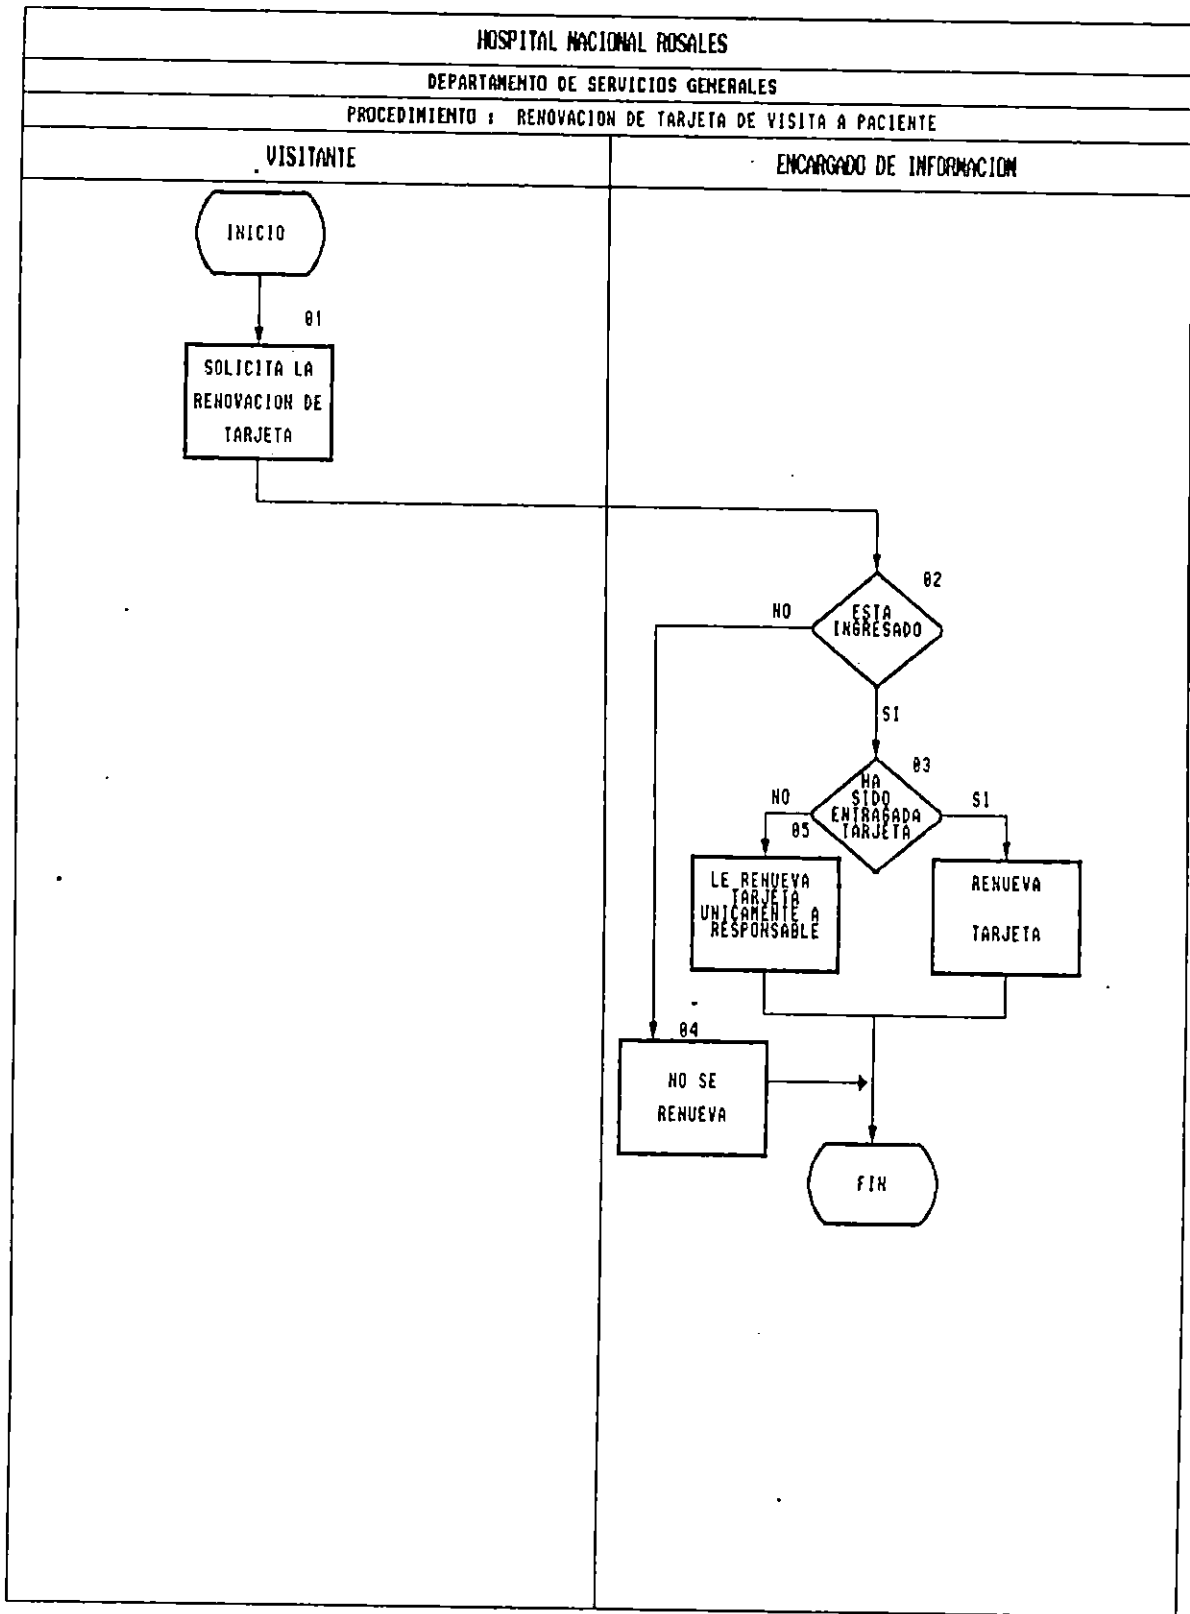 HOSPITAL NACIONAL ROSALES
DEPARTAMENTO DE SERVICIOS GENERALES
PROCEDIMIENTO : RENOVACION DE TARJETA DE VISITA A PACIENTE
VISITANTE
ENCARGADO DE INFORMACION
INICIO
01
SOLICITA LA
RENOVACION DE
TARJETA
02
ESTA
INGRESADO
NO
SI
03
HA
SIDO
ENTRAGADA
TARJETA
NO
SI
05
LE RENUEVA
TARJETA
UNICAMENTE A
RESPONSABLE
RENUEVA
TARJETA
04
NO SE
RENUEVA
FIN